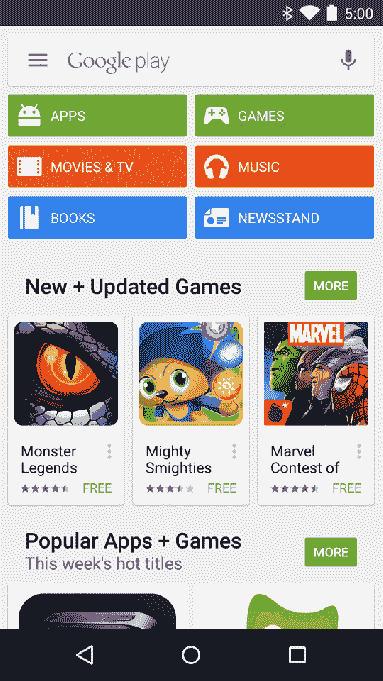 5:00
Google play
APPS
GAMES
MOVIES & TV
MUSIC
BOOKS
NEWSSTAND
New + Updated Games
MORE
MARVEL
Monster
Legends
FREE
Mighty
Smighties
FREE
Marvel
Contest of
FREE
Popular Apps + Games
MORE
This week's hot titles